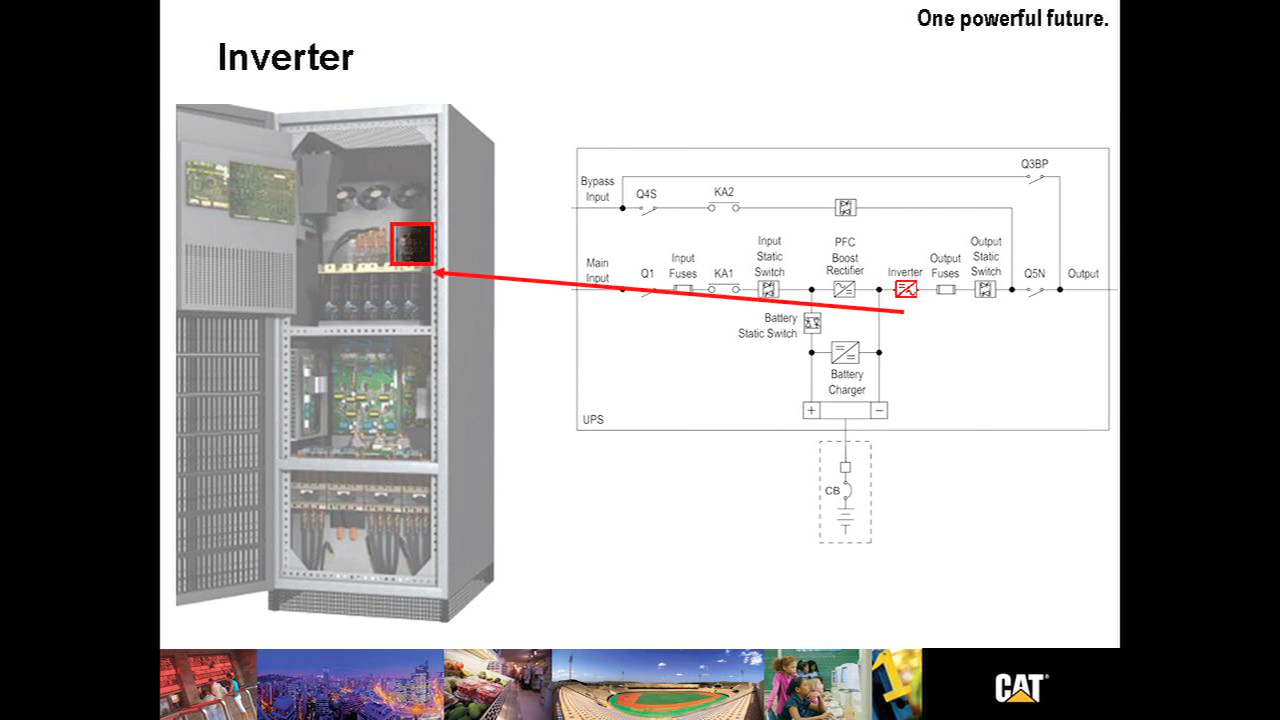 One powerful future.
Inverter
Q3BP
Bypass
Input
Q4S
KA2
Main
Input
Q1
Input
Fuses
KA1
Input
Static
Switch
PFC
Boost
Rectifier
Inverter
Output
Fuses
Output
Static
Switch
Q5N
Output
Battery
Static Switch
Battery
Charger
+
−
UPS
CB
1
CAT